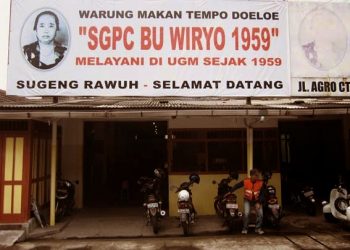 WARUNG MAKAN TEMPO DOELOE
"SGPC BU WIRYO 1959"
MELAYANI DI UGM SEJAK 1959
SUGENG RAWUH - SELAMAT DATANG
JL. AGRO CT